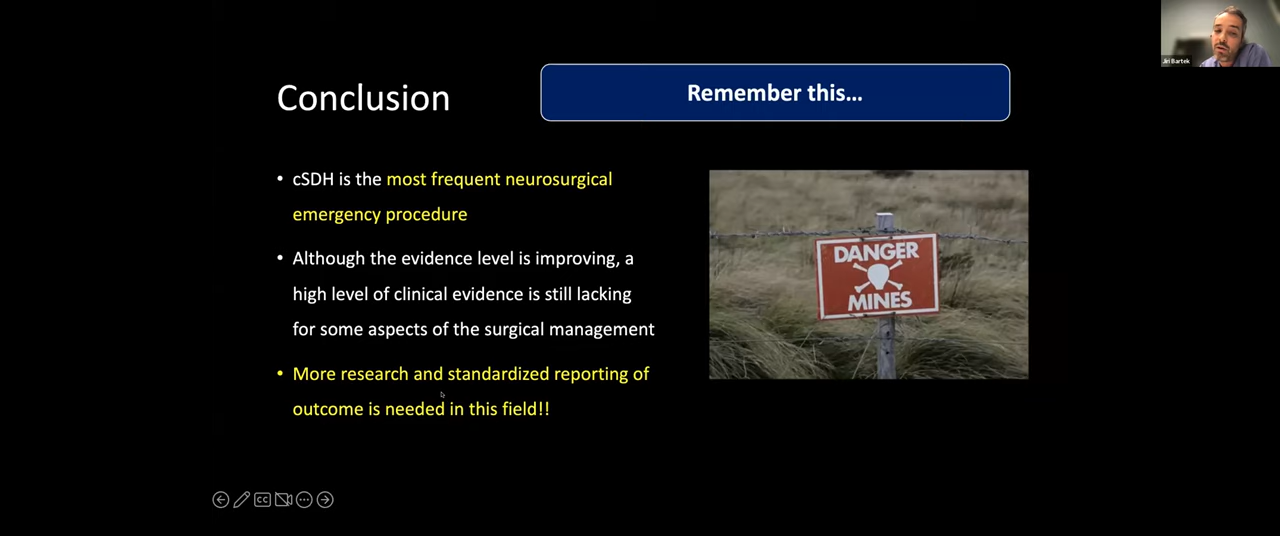 Jiri Bartek
Conclusion
Remember this...
• cSDH is the most frequent neurosurgical
emergency procedure
• Although the evidence level is improving, a
high level of clinical evidence is still lacking
for some aspects of the surgical management
• More research and standardized reporting of
outcome is needed in this field!!
DANGER
MINES
CC